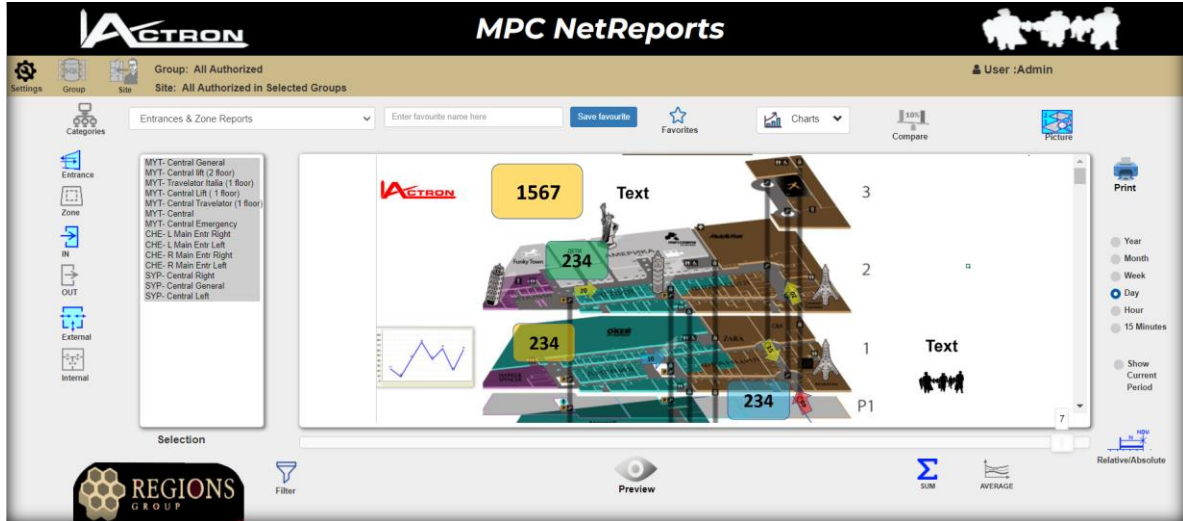 ACTRON
MPC NetReports
Settings
Group
Site
Group: All Authorized
Site: All Authorized in Selected Groups
User :Admin
Categories
Entrances & Zone Reports
Enter favourite name here
Save favourite
Favorites
Charts
10%
Compare
Picture
Entrance
Zone
IN
OUT
External
Internal
MYT- Central General
MYT- Central lift (2 floor)
MYT- Travelator Italia (1 floor)
MYT- Central Lift ( 1 floor)
MYT- Central Travelator (1 floor)
MYT- Central
MYT- Central Emergency
CHE- L Main Entr Right
CHE- L Main Entr Left
CHE- R Main Entr Right
CHE- R Main Entr Left
SYP- Central Right
SYP- Central General
SYP- Central Left
Selection
ACTRON
1567
Text
3
Funky Town
234
АМЕРИКА
2
234
ОКЕЙ
ZARA
C&A
1
MARKS & SPENCER
234
P1
Text
7
Print
Year
Month
Week
Day
Hour
15 Minutes
Show
Current
Period
Relative/Absolute
REGIONS
GROUP
Filter
Preview
SUM
AVERAGE